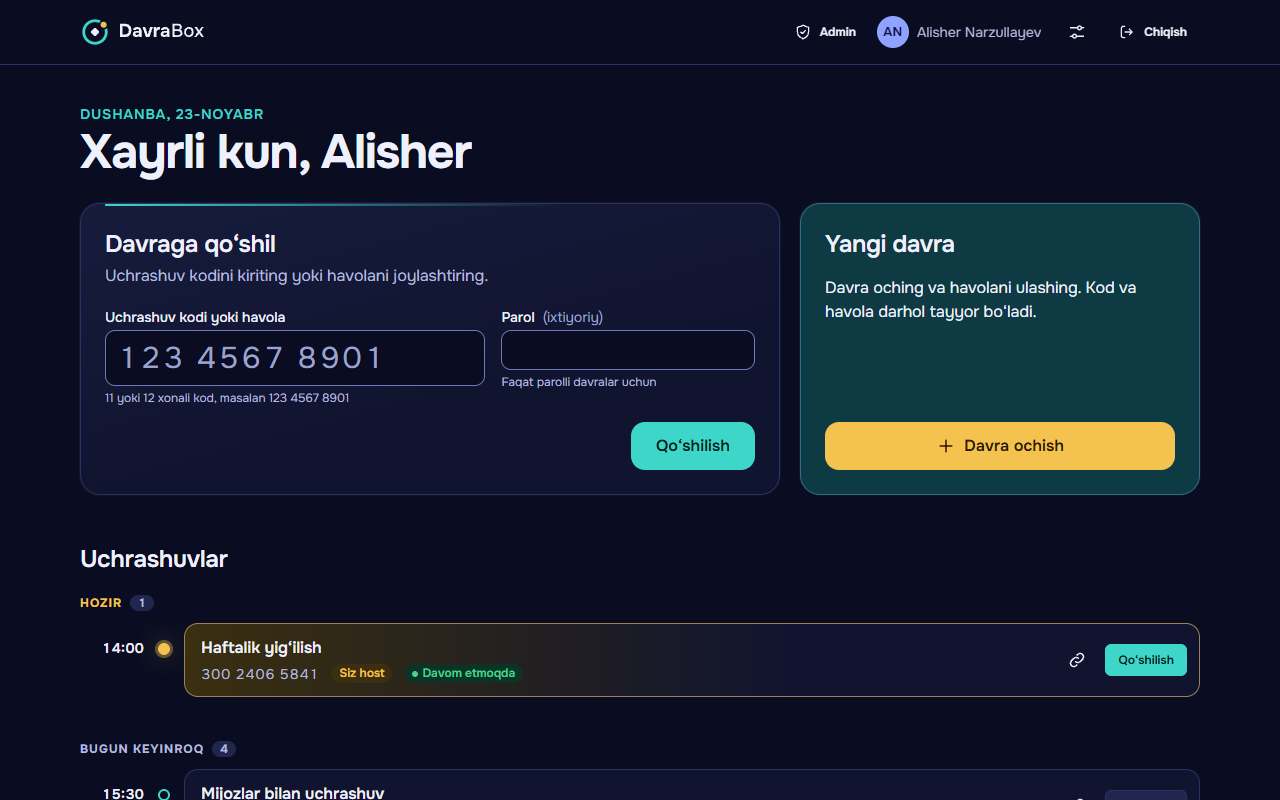 DavraBox
Admin
AN Alisher Narzullayev
Chiqish
DUSHANBA, 23-NOYABR
Xayrli kun, Alisher
Davraga qo‘shil
Uchrashuv kodini kiriting yoki havolani joylashtiring.
Uchrashuv kodi yoki havola
123 4567 8901
11 yoki 12 xonali kod, masalan 123 4567 8901
Parol (ixtiyoriy)
Faqat parolli davralar uchun
Qo‘shilish
Yangi davra
Davra oching va havolani ulashing. Kod va
havola darhol tayyor bo‘ladi.
Davra ochish
Uchrashuvlar
HOZIR 1
14:00
Haftalik yig‘ilish
300 2406 5841 Siz host Davom etmoqda
Qo‘shilish
BUGUN KEYINROQ 4
15:30
Mijozlar bilan uchrashuv